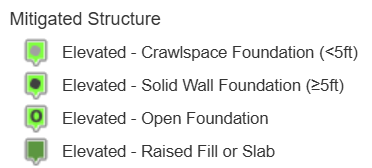 Mitigated Structure
Elevated - Crawlspace Foundation (<5ft)
Elevated - Solid Wall Foundation (≥5ft)
Elevated - Open Foundation
Elevated - Raised Fill or Slab